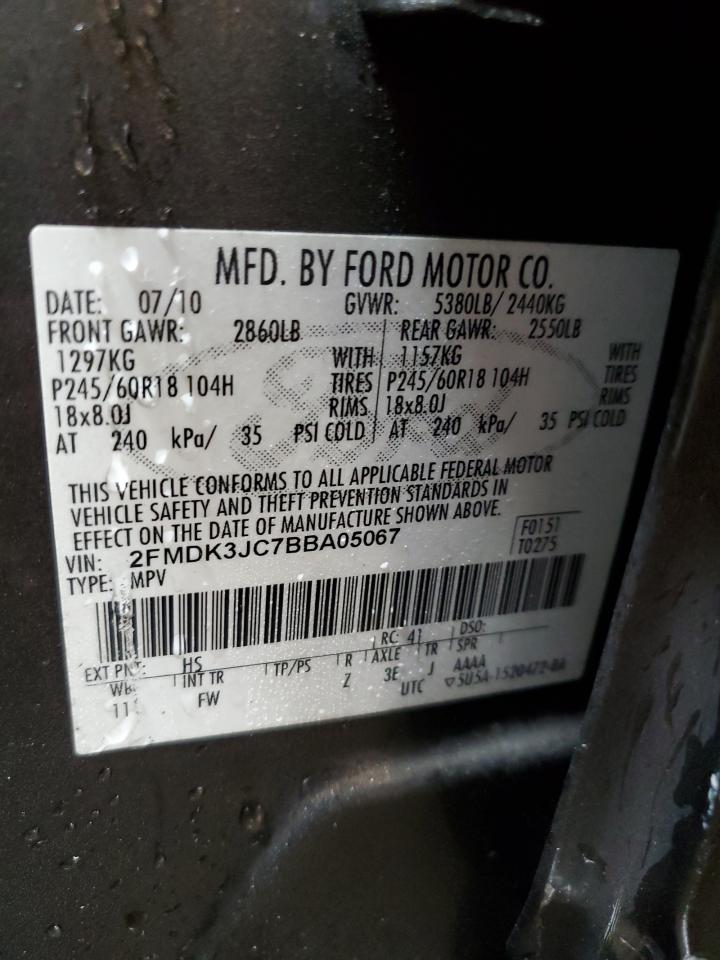 MFD. BY FORD MOTOR CO.
DATE: 07/10 GVWR: 5380LB/ 2440KG
FRONT GAWR: 2860LB REAR GAWR: 2550LB
1297KG WITH 1157KG WITH
P245/60R18 104H TIRES P245/60R18 104H TIRES
18x8.0J RIMS 18x8.0J RIMS
AT 240 kPa/ 35 PSI COLD AT 240 kPa/ 35 PSI COLD
THIS VEHICLE CONFORMS TO ALL APPLICABLE FEDERAL MOTOR
VEHICLE SAFETY AND THEFT PREVENTION STANDARDS IN
EFFECT ON THE DATE OF MANUFACTURE SHOWN ABOVE.
VIN: 2FMDK3JC7BBA05067 F0151
TYPE: MPV T0275
RC: 41 DSO:
EXT PNT: HS INT TR TP/PS R AXLE TR SPR
FW Z 3E J AAAA
UTC ▽5U5A-1520472-BA